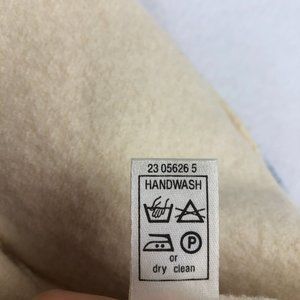 23 05626 5
HANDWASH
P
or
dry clean